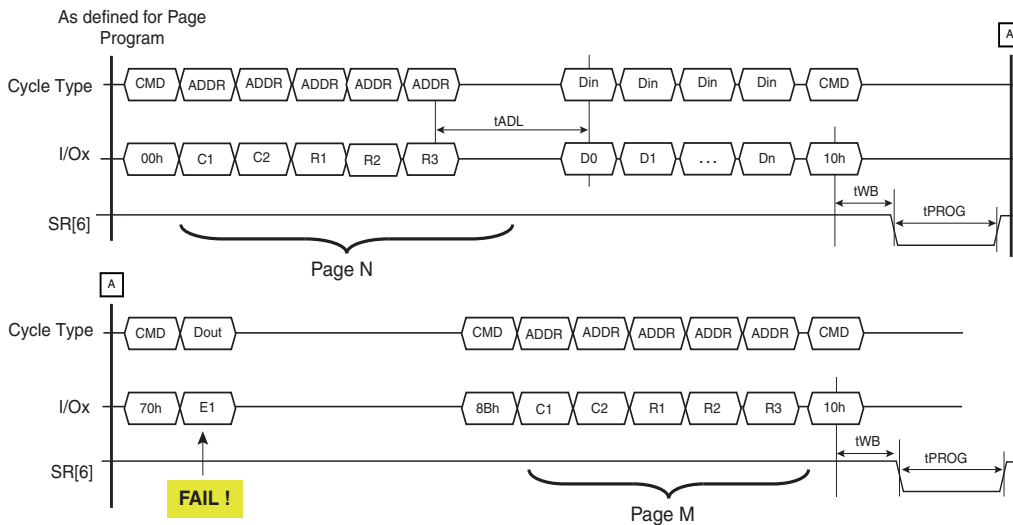 As defined for Page
Program
A
Cycle Type CMD ADDR ADDR ADDR ADDR ADDR Din Din Din Din CMD
tADL
I/Ox 00h C1 C2 R1 R2 R3 D0 D1 ... Dn 10h
tWB
tPROG
SR[6]
Page N
A
Cycle Type CMD Dout CMD ADDR ADDR ADDR ADDR ADDR CMD
I/Ox 70h E1 8Bh C1 C2 R1 R2 R3 10h
tWB
tPROG
SR[6]
FAIL !
Page M